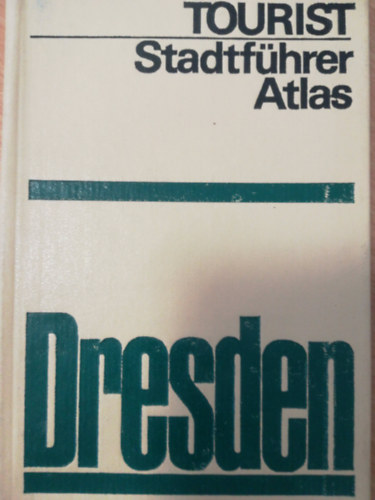 TOURIST
Stadtführer
Atlas
Dresden